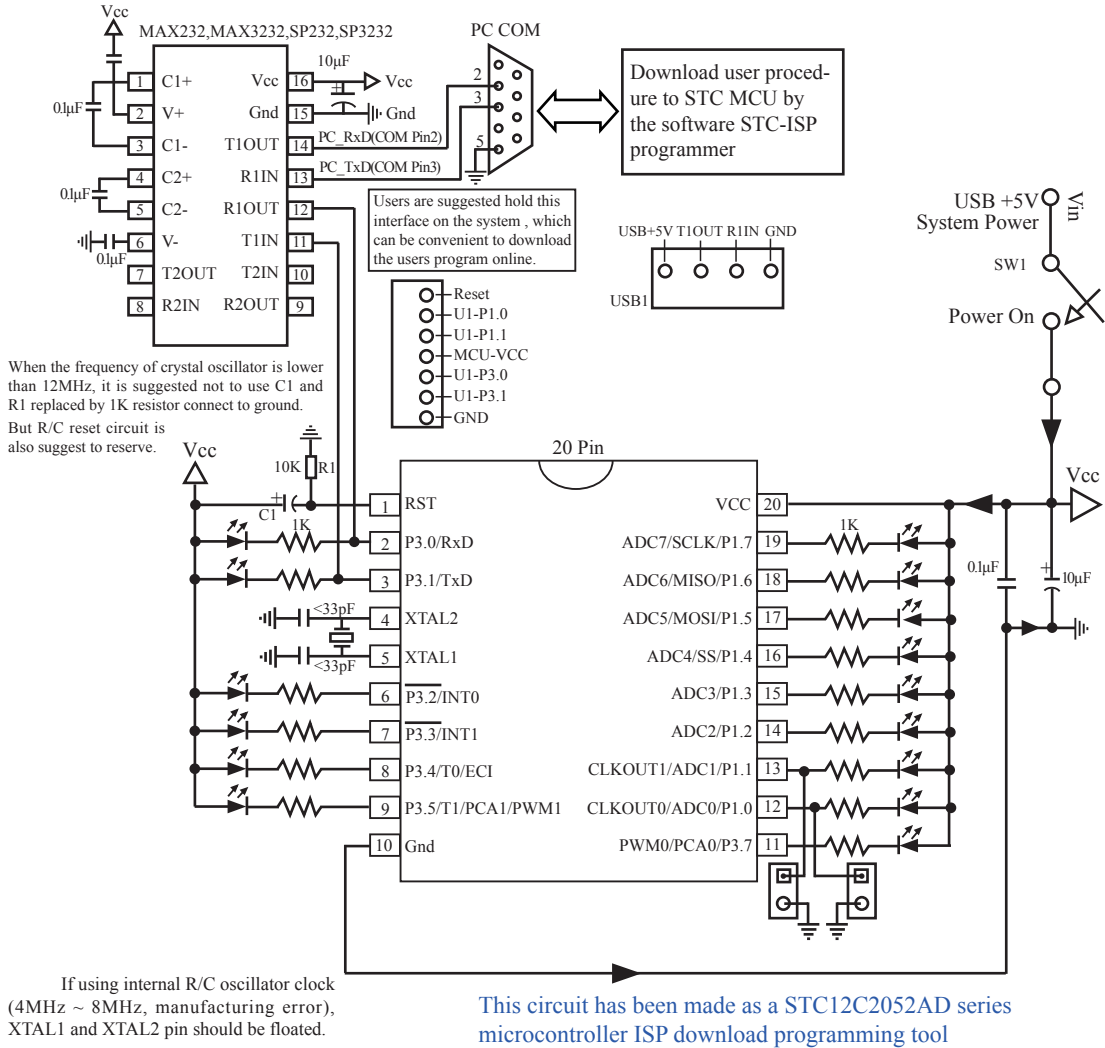 Vcc
MAX232,MAX3232,SP232,SP3232
PC COM
1 C1+ Vcc 16
10µF
Vcc
0.1µF
2 V+ Gnd 15
Gnd
3 C1- T1OUT 14
PC_RxD(COM Pin2)
4 C2+ R1IN 13
PC_TxD(COM Pin3)
0.1µF
5 C2- R1OUT 12
6 V- T1IN 11
0.1µF
7 T2OUT T2IN 10
8 R2IN R2OUT 9
2
3
5
Download user proced-
ure to STC MCU by
the software STC-ISP
programmer
Users are suggested hold this
interface on the system , which
can be convenient to download
the users program online.
USB+5V T1OUT R1IN GND
USB1
USB +5V
System Power
Vin
SW1
Power On
Reset
U1-P1.0
U1-P1.1
MCU-VCC
U1-P3.0
U1-P3.1
GND
When the frequency of crystal oscillator is lower
than 12MHz, it is suggested not to use C1 and
R1 replaced by 1K resistor connect to ground.
But R/C reset circuit is
also suggest to reserve.
Vcc
10K R1
+
C1
1K
20 Pin
1 RST VCC 20
2 P3.0/RxD ADC7/SCLK/P1.7 19
3 P3.1/TxD ADC6/MISO/P1.6 18
4 XTAL2 ADC5/MOSI/P1.5 17
5 XTAL1 ADC4/SS/P1.4 16
6 P3.2/INT0 ADC3/P1.3 15
7 P3.3/INT1 ADC2/P1.2 14
8 P3.4/T0/ECI CLKOUT1/ADC1/P1.1 13
9 P3.5/T1/PCA1/PWM1 CLKOUT0/ADC0/P1.0 12
10 Gnd PWM0/PCA0/P3.7 11
<33pF
<33pF
1K
Vcc
0.1µF
+
10µF
If using internal R/C oscillator clock
(4MHz ~ 8MHz, manufacturing error),
XTAL1 and XTAL2 pin should be floated.
This circuit has been made as a STC12C2052AD series
microcontroller ISP download programming tool